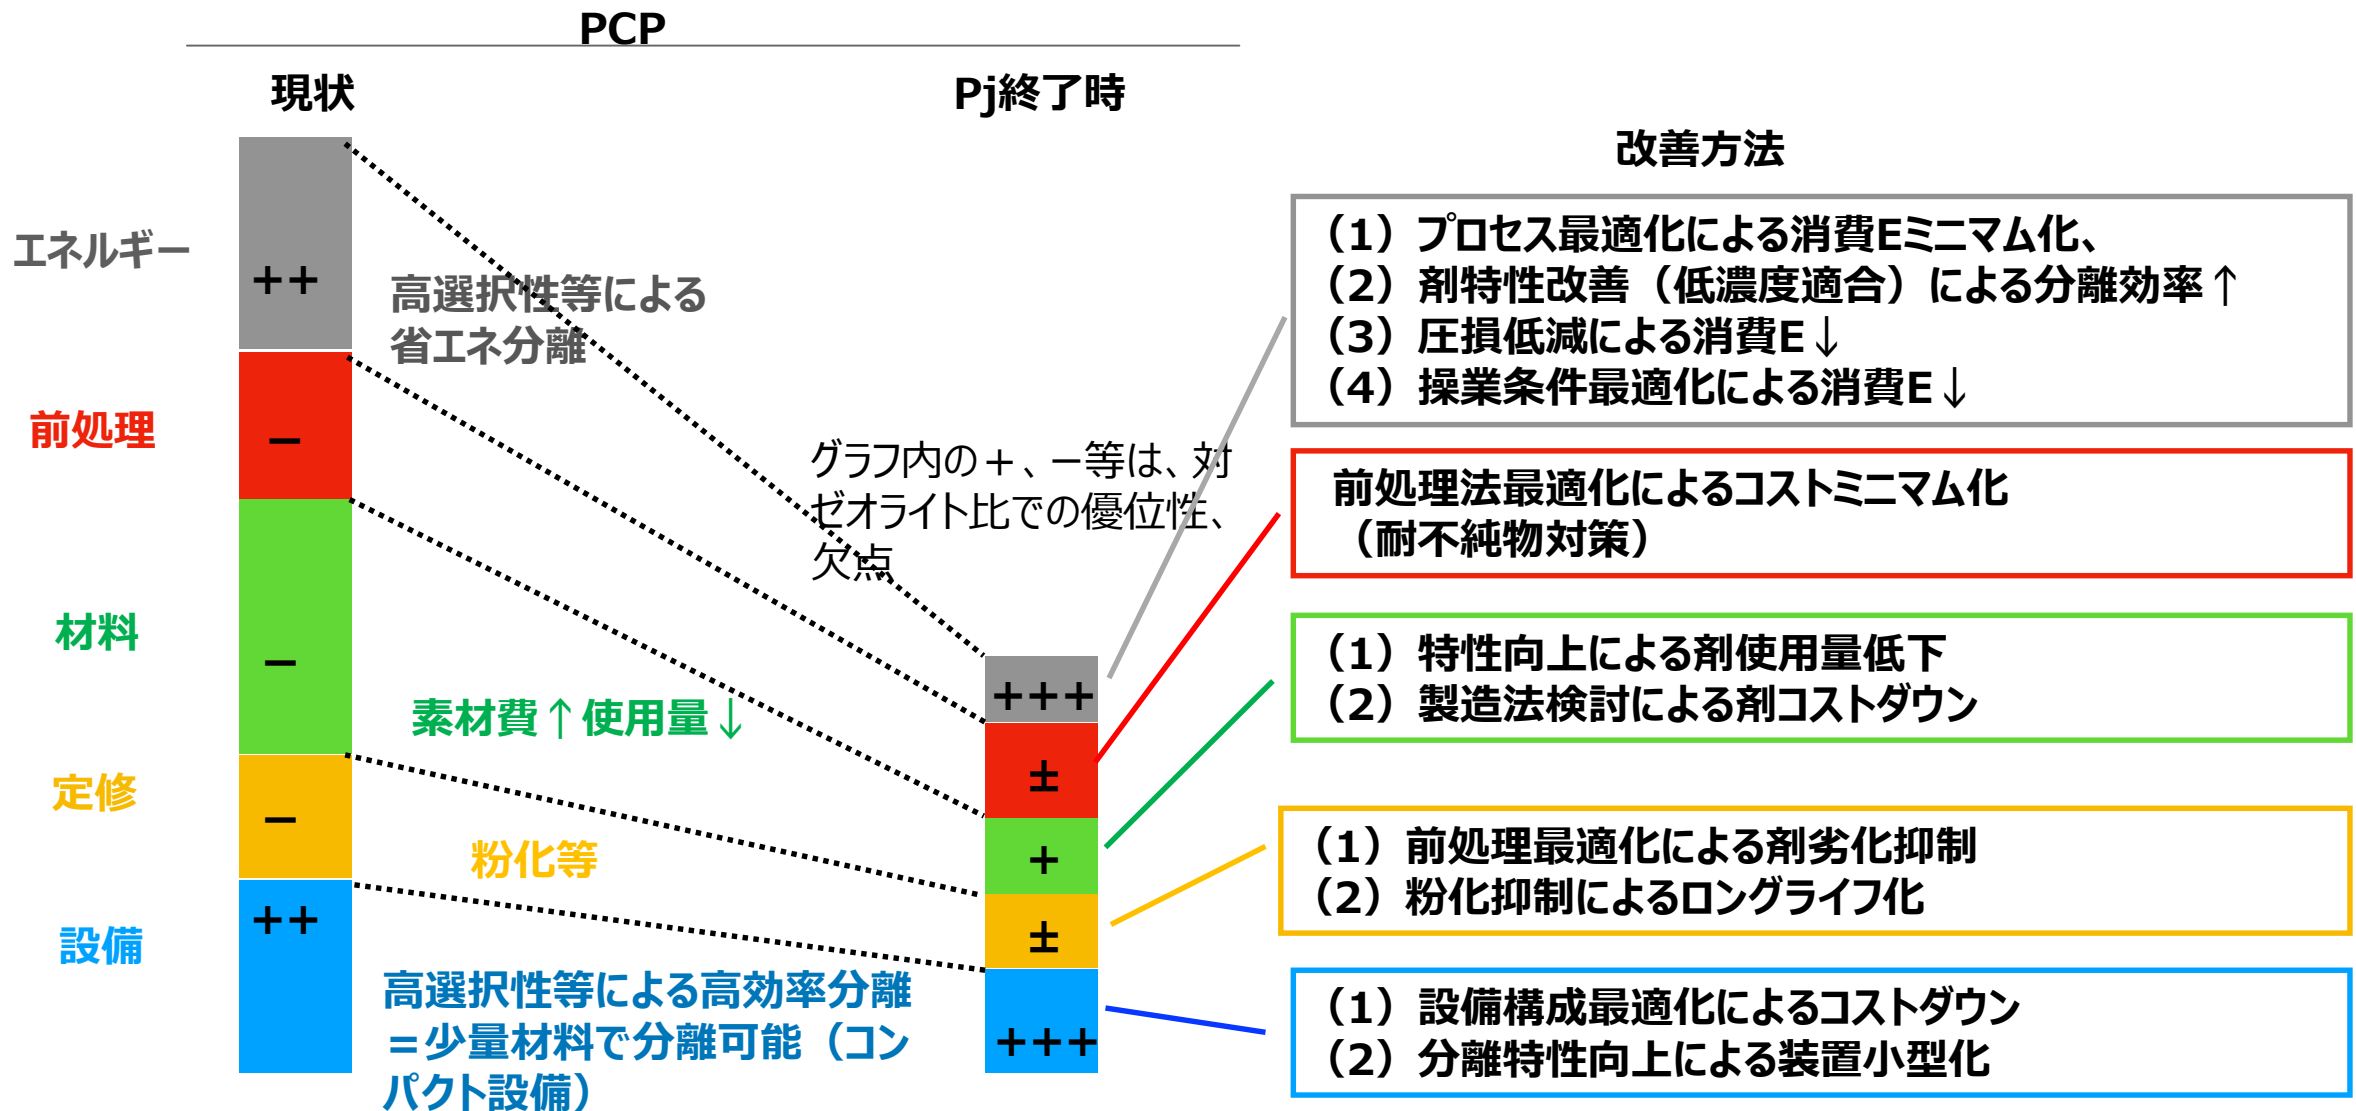 PCP
現状
Pj終了時
改善方法
エネルギー
++
高選択性等による
省エネ分離
前処理
−
グラフ内の＋、－等は、対
ゼオライト比での優位性、
欠点
材料
−
素材費↑使用量↓
定修
−
粉化等
設備
++
高選択性等による高効率分離
＝少量材料で分離可能（コン
パクト設備）
+++
±
+
±
+++
（1）プロセス最適化による消費Eミニマム化、
（2）剤特性改善（低濃度適合）による分離効率↑
（3）圧損低減による消費E↓
（4）操業条件最適化による消費E↓
前処理法最適化によるコストミニマム化
（耐不純物対策）
（1）特性向上による剤使用量低下
（2）製造法検討による剤コストダウン
（1）前処理最適化による剤劣化抑制
（2）粉化抑制によるロングライフ化
（1）設備構成最適化によるコストダウン
（2）分離特性向上による装置小型化